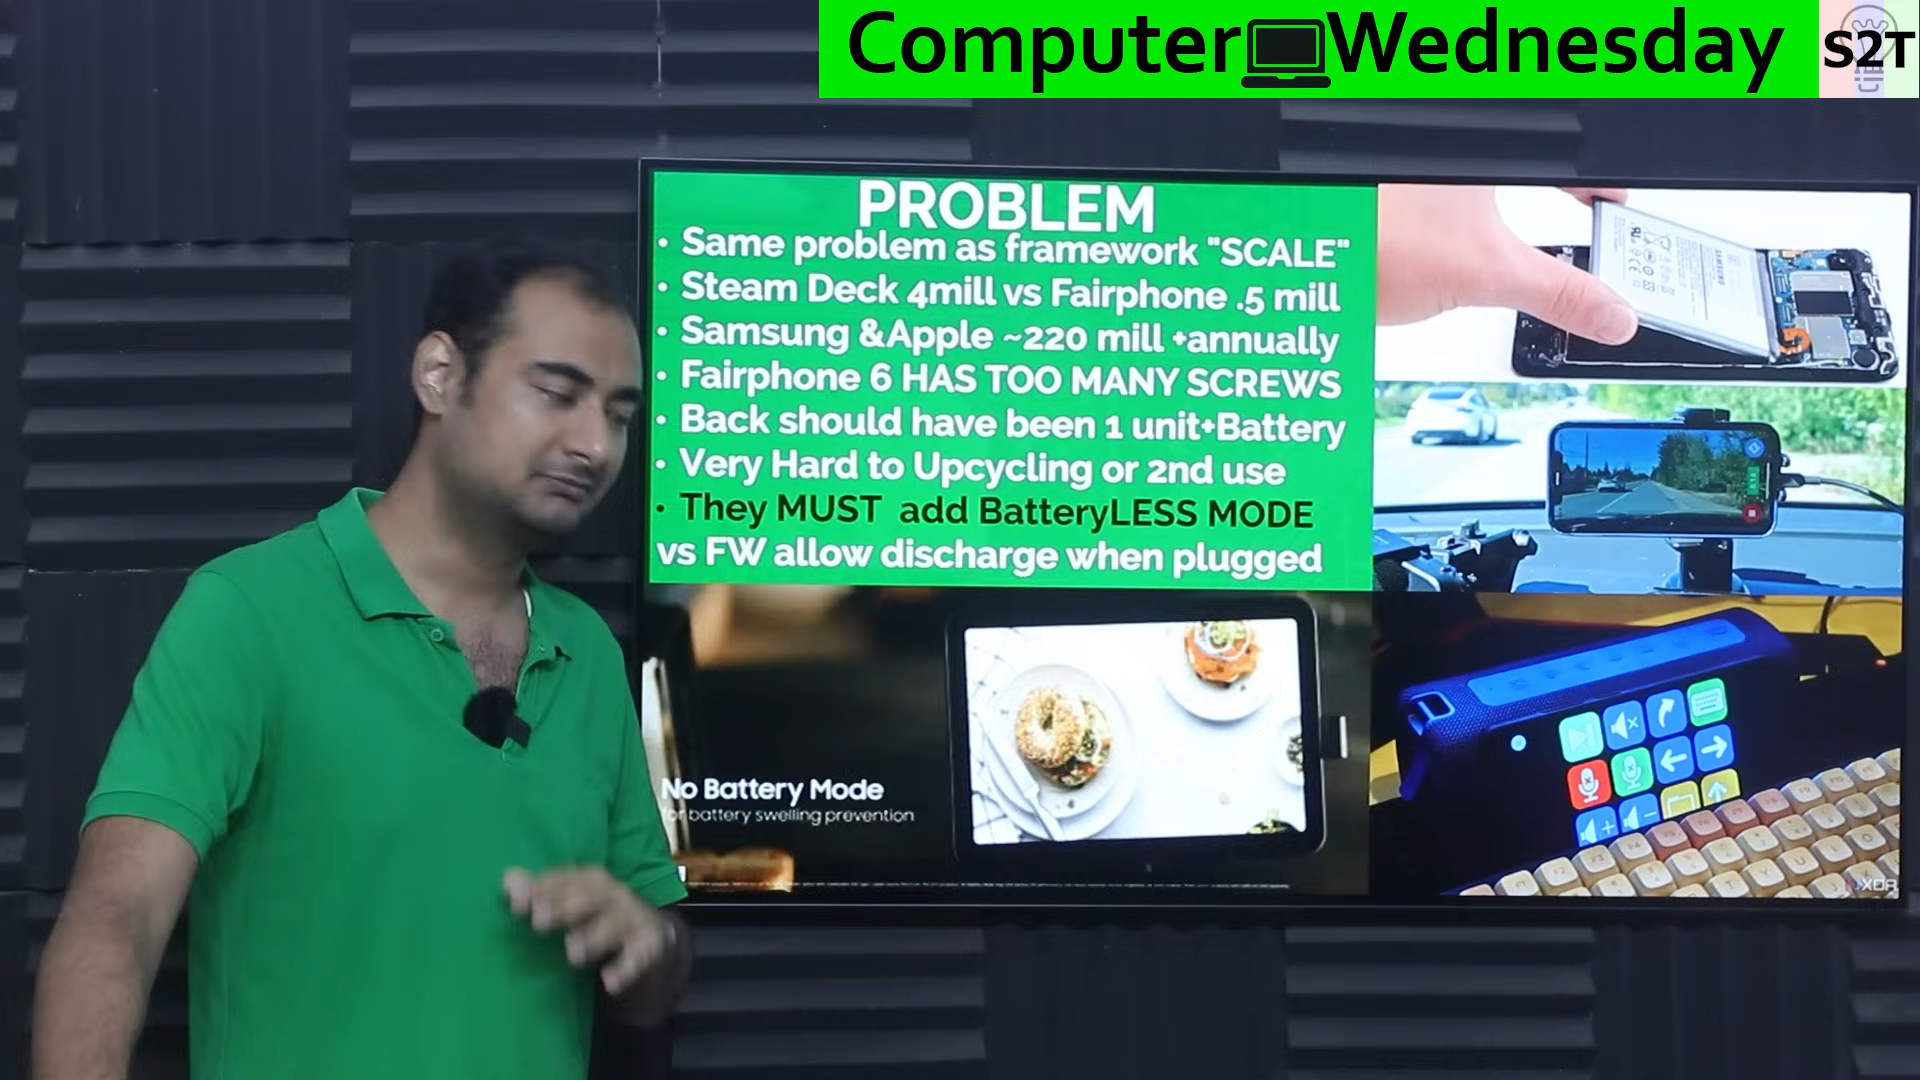 Computer Wednesday
S2T
PROBLEM
• Same problem as framework "SCALE"
• Steam Deck 4mill vs Fairphone .5 mill
• Samsung &Apple ~220 mill +annually
• Fairphone 6 HAS TOO MANY SCREWS
• Back should have been 1 unit+Battery
• Very Hard to Upcycling or 2nd use
• They MUST add BatteryLESS MODE
vs FW allow discharge when plugged
SAMSUNG
No Battery Mode
for battery swelling prevention
XDA